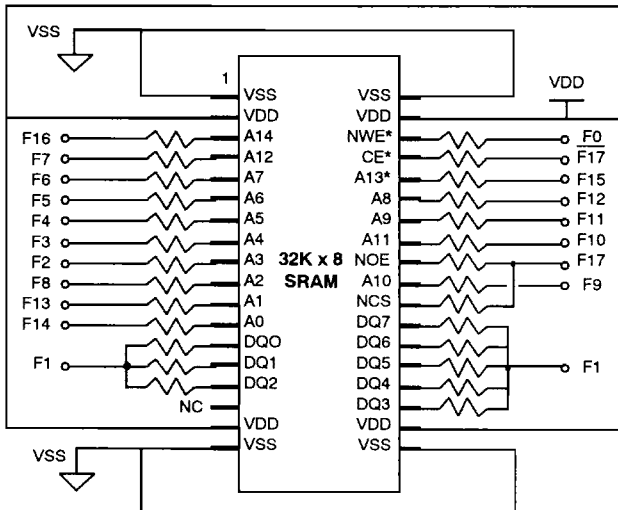 VSS
1
VSS VSS
VDD VDD VDD
F16 A14 NWE* F0
F7 A12 CE* F17
F6 A7 A13* F15
F5 A6 A8 F12
F4 A5 A9 F11
F3 A4 A11 F10
F2 A3 32K x 8 NOE F17
F8 A2 SRAM A10 F9
F13 A1 NCS
F14 A0 DQ7
DQO DQ6
F1 DQ1 DQ5 F1
DQ2 DQ4
NC DQ3
VDD VDD
VSS VSS VSS